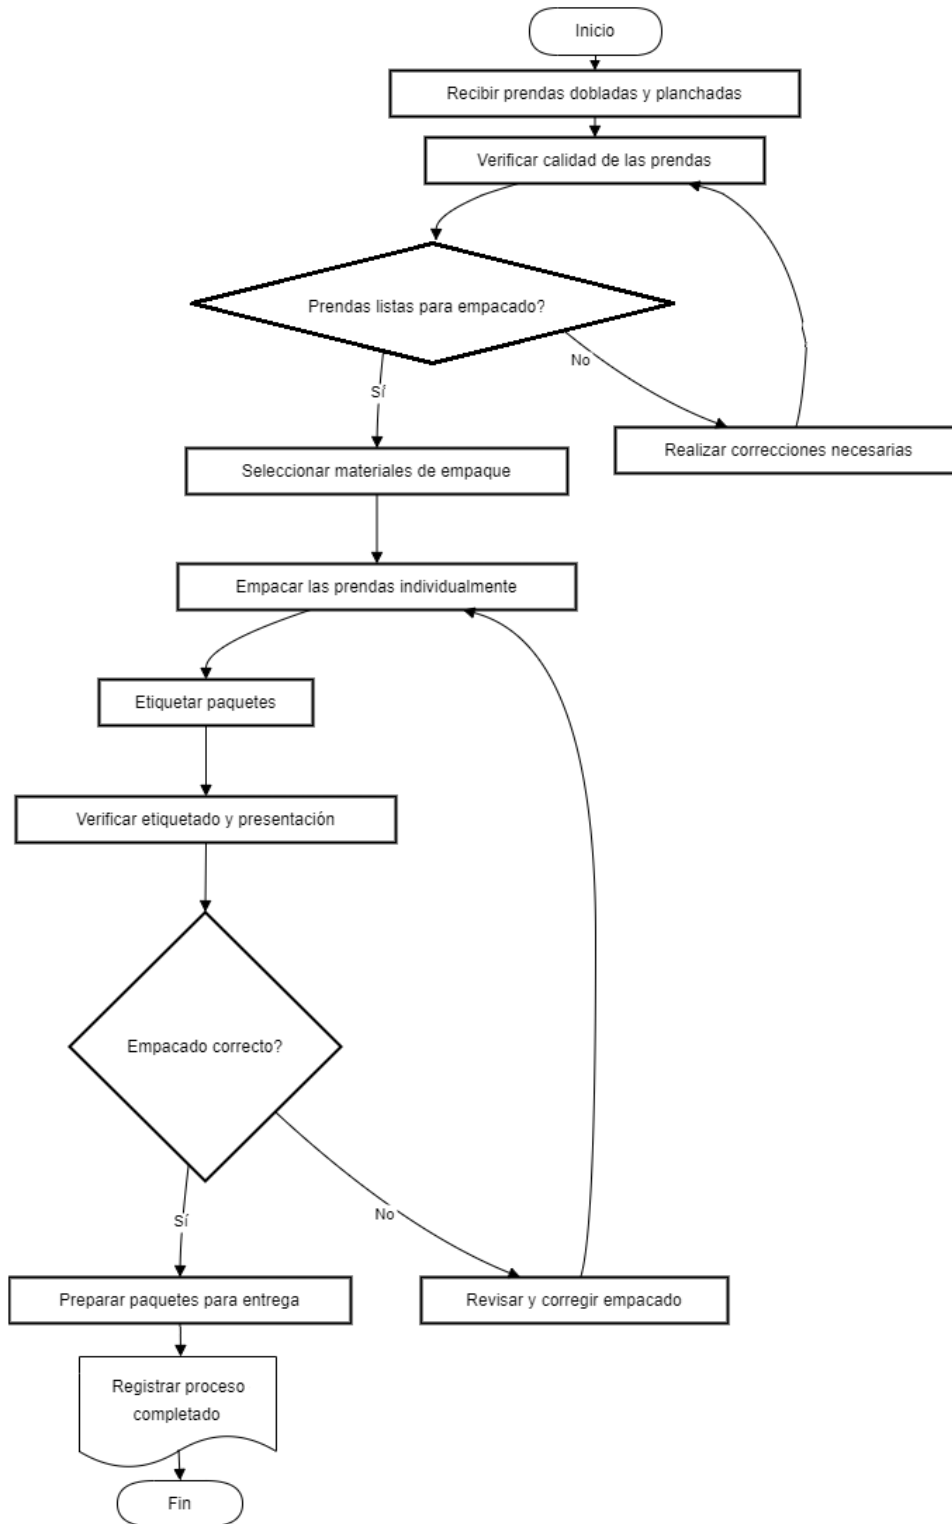 Inicio
Recibir prendas dobladas y planchadas
Verificar calidad de las prendas
Prendas listas para empacado?
No
Sí
Realizar correcciones necesarias
Seleccionar materiales de empaque
Empacar las prendas individualmente
Etiquetar paquetes
Verificar etiquetado y presentación
Empacado correcto?
No
Sí
Preparar paquetes para entrega
Revisar y corregir empacado
Registrar proceso
completado
Fin